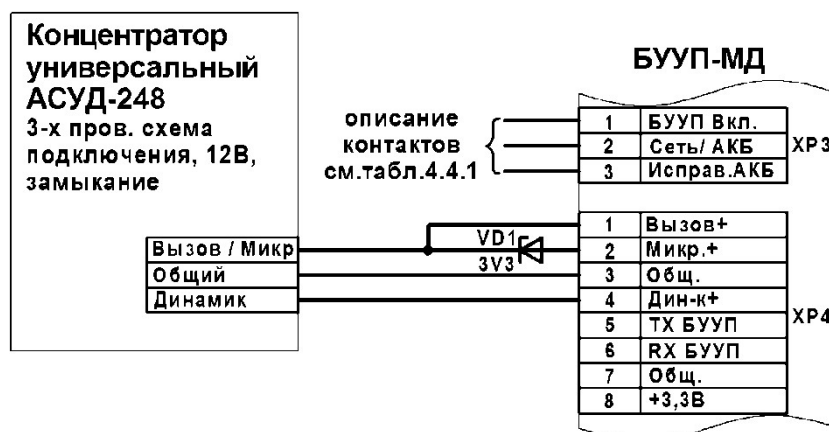 Концентратор
универсальный
АСУД-248
3-х пров. схема
подключения, 12В,
замыкание
Вызов / Микр
Общий
Динамик
описание
контактов
см.табл.4.4.1
VD1
3V3
БУУП-МД
1 БУУП Вкл.
2 Сеть/ АКБ
3 Исправ.АКБ
XP3
1 Вызов+
2 Микр.+
3 Общ.
4 Дин-к+
5 TX БУУП
6 RX БУУП
7 Общ.
8 +3,3В
XP4